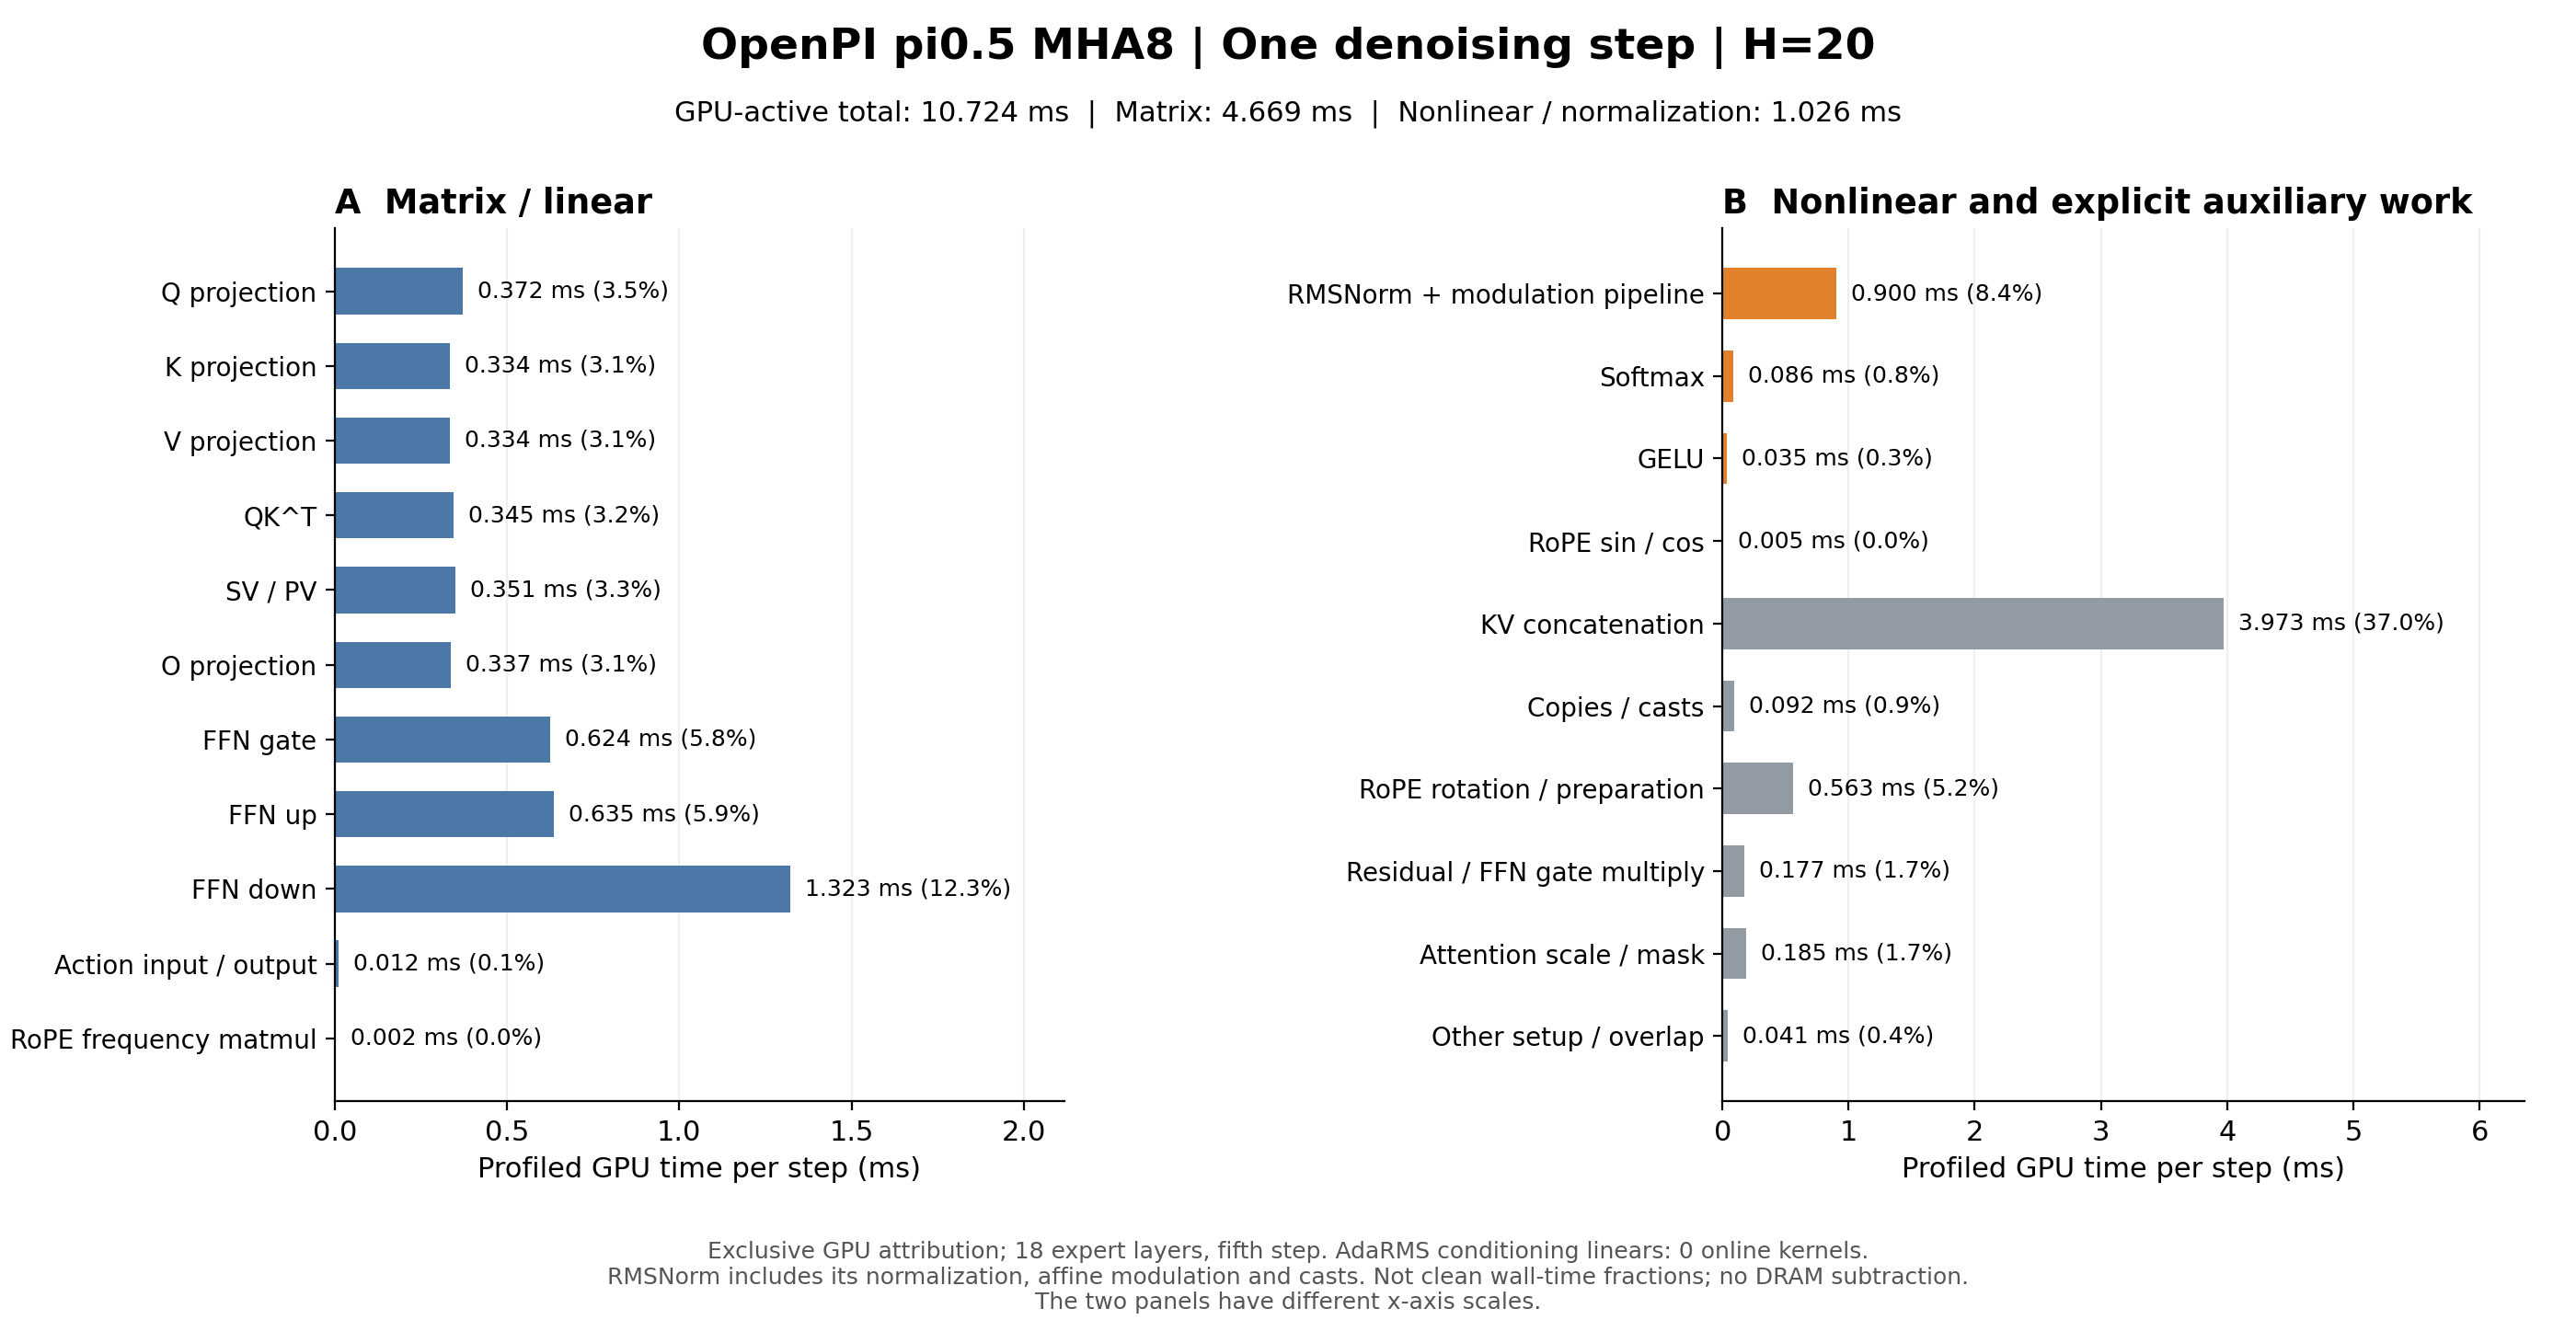 OpenPI pi0.5 MHA8 | One denoising step | H=20
GPU-active total: 10.724 ms | Matrix: 4.669 ms | Nonlinear / normalization: 1.026 ms
A Matrix / linear
Q projection 0.372 ms (3.5%)
K projection 0.334 ms (3.1%)
V projection 0.334 ms (3.1%)
QK^T 0.345 ms (3.2%)
SV / PV 0.351 ms (3.3%)
O projection 0.337 ms (3.1%)
FFN gate 0.624 ms (5.8%)
FFN up 0.635 ms (5.9%)
FFN down 1.323 ms (12.3%)
Action input / output 0.012 ms (0.1%)
RoPE frequency matmul 0.002 ms (0.0%)
0.0 0.5 1.0 1.5 2.0
Profiled GPU time per step (ms)
B Nonlinear and explicit auxiliary work
RMSNorm + modulation pipeline 0.900 ms (8.4%)
Softmax 0.086 ms (0.8%)
GELU 0.035 ms (0.3%)
RoPE sin / cos 0.005 ms (0.0%)
KV concatenation 3.973 ms (37.0%)
Copies / casts 0.092 ms (0.9%)
RoPE rotation / preparation 0.563 ms (5.2%)
Residual / FFN gate multiply 0.177 ms (1.7%)
Attention scale / mask 0.185 ms (1.7%)
Other setup / overlap 0.041 ms (0.4%)
0 1 2 3 4 5 6
Profiled GPU time per step (ms)
Exclusive GPU attribution; 18 expert layers, fifth step. AdaRMS conditioning linears: 0 online kernels.
RMSNorm includes its normalization, affine modulation and casts. Not clean wall-time fractions; no DRAM subtraction.
The two panels have different x-axis scales.